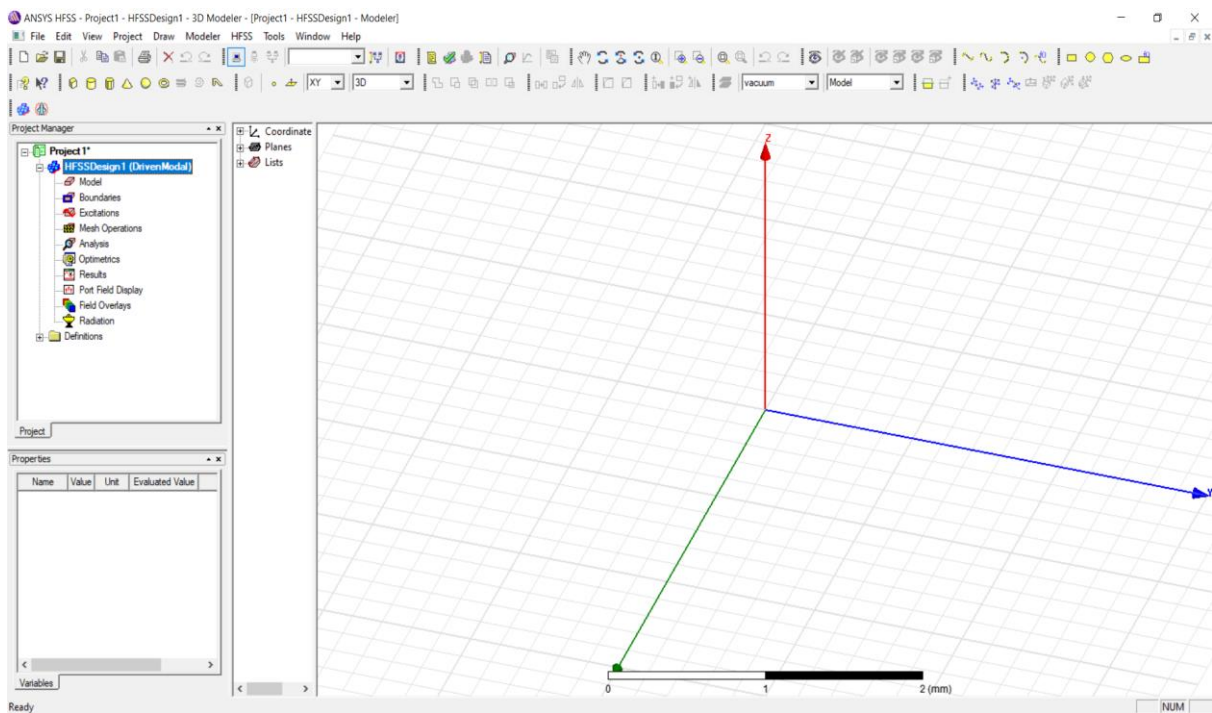 ANSYS HFSS - Project1 - HFSSDesign1 - 3D Modeler - [Project1 - HFSSDesign1 - Modeler]
File Edit View Project Draw Modeler HFSS Tools Window Help
XY 3D vacuum Model
Project Manager
Project1*
HFSSDesign1 (DrivenModal)
Model
Boundaries
Excitations
Mesh Operations
Analysis
Optimetrics
Results
Port Field Display
Field Overlays
Radiation
Definitions
Project
Properties
Name Value Unit Evaluated Value
Variables
Coordinate
Planes
Lists
Z
Y
0 1 2 (mm)
Ready NUM